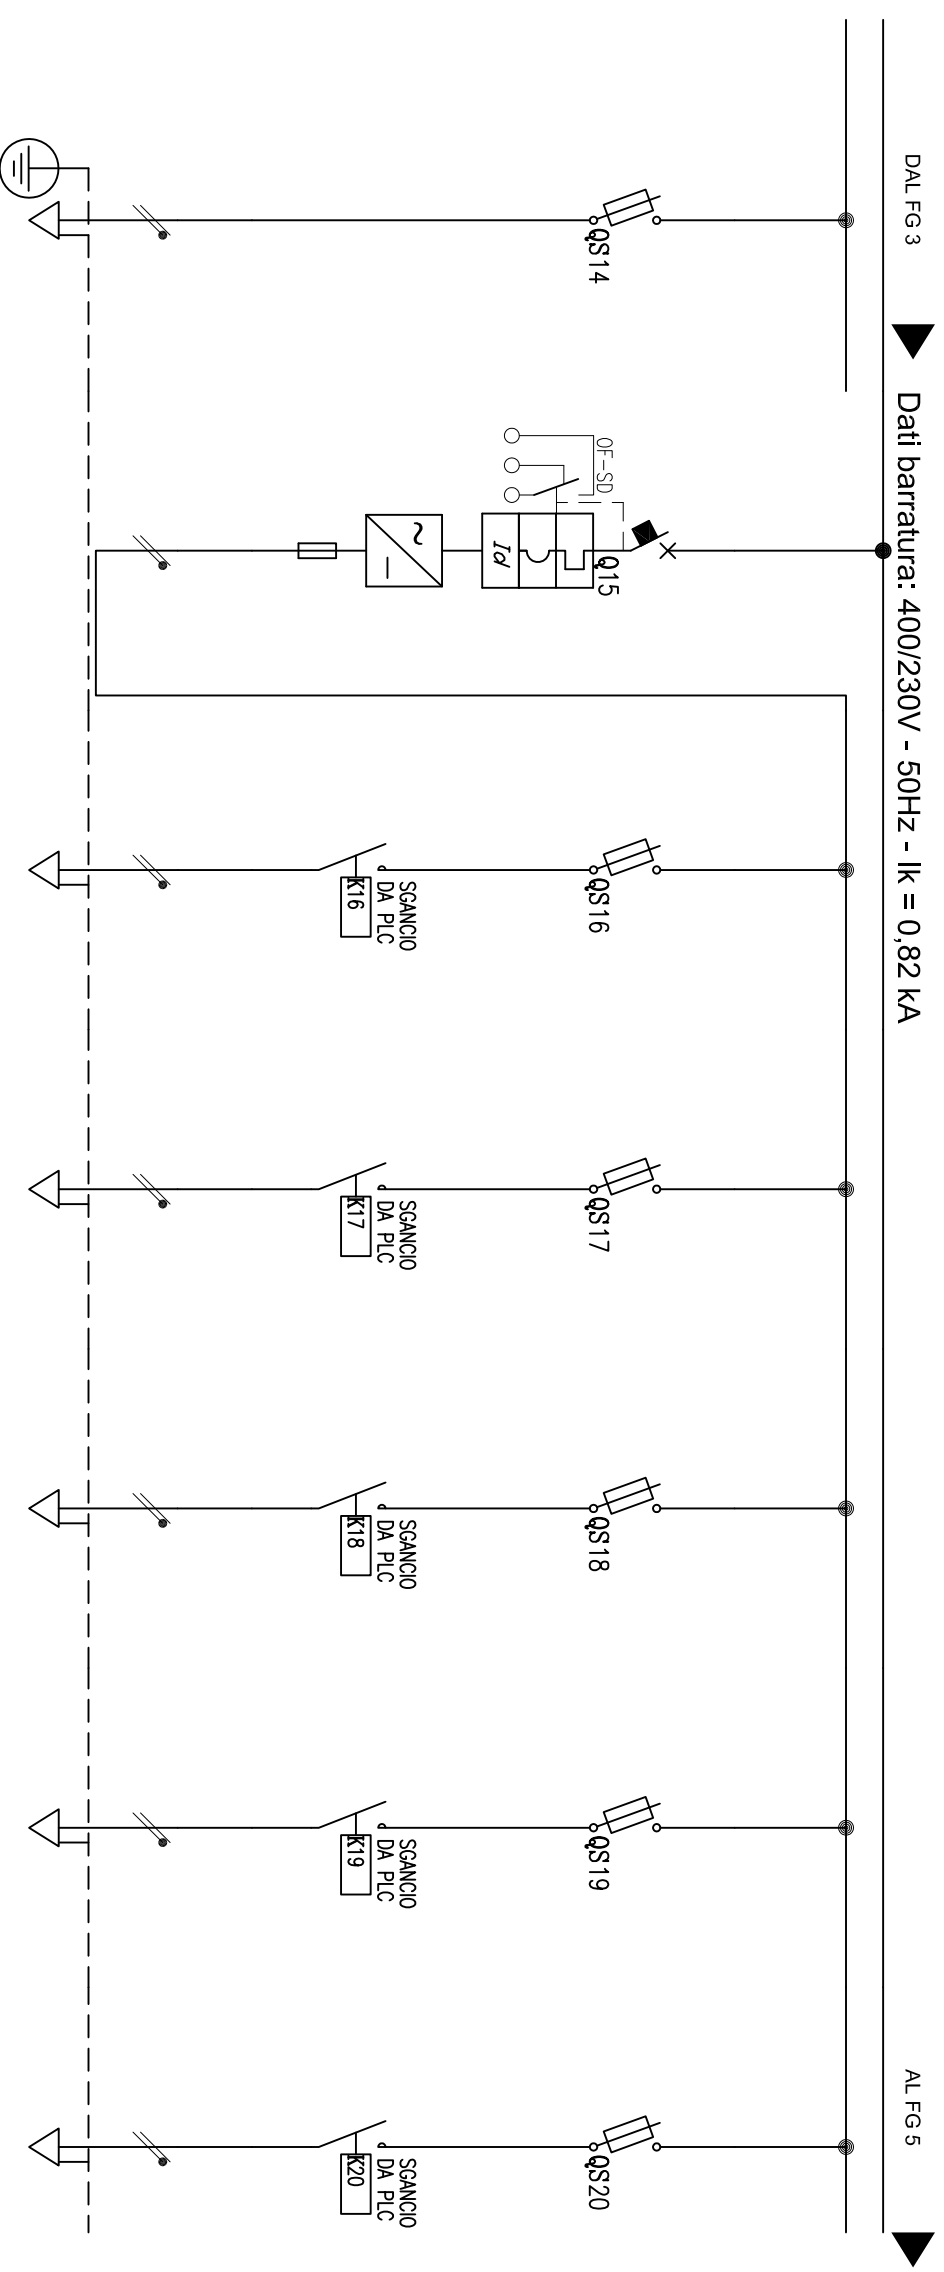 DAL FG 3
Dati barratura: 400/230V - 50Hz - Ik = 0,82 kA
AL FG 5
QS14
OF-SD
Q15
Id
~
–
QS16
SGANCIO
DA PLC
K16
QS17
SGANCIO
DA PLC
K17
QS18
SGANCIO
DA PLC
K18
QS19
SGANCIO
DA PLC
K19
QS20
SGANCIO
DA PLC
K20